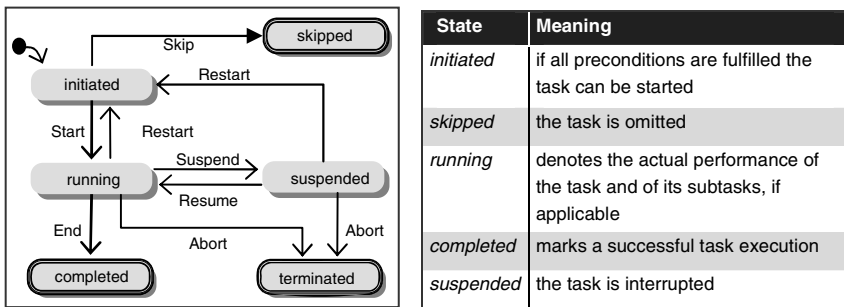 skipped
Skip
initiated
Restart
Start
Restart
running
Suspend
suspended
Resume
End
Abort
Abort
completed
terminated
State Meaning
initiated if all preconditions are fulfilled the
task can be started
skipped the task is omitted
running denotes the actual performance of
the task and of its subtasks, if
applicable
completed marks a successful task execution
suspended the task is interrupted